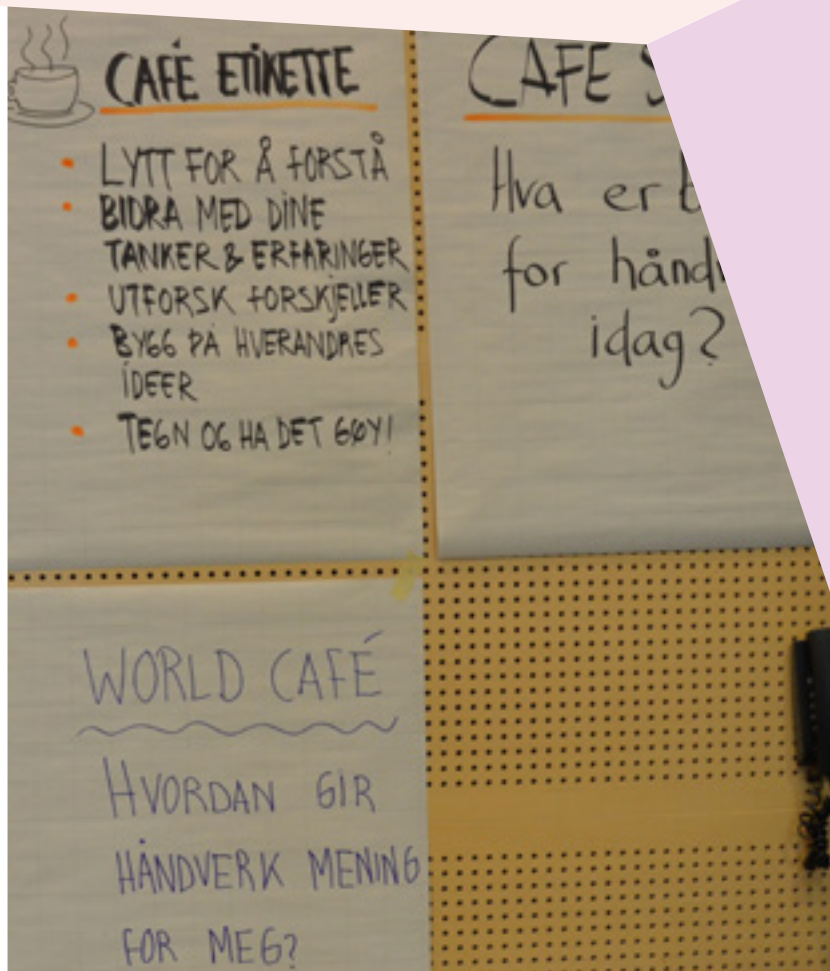 CAFÉ ETIKETTE
• LYTT FOR Å FORSTÅ
• BIDRA MED DINE
TANKER & ERFARINGER
• UTFORSK FORSKJELLER
• BYGG PÅ HVERANDRES
IDEER
• TEGN OG HA DET GØY!
CAFE
Hva er
for
idag?
WORLD CAFÉ
HVORDAN GIR
HÅNDVERK MENING
FOR MEG?